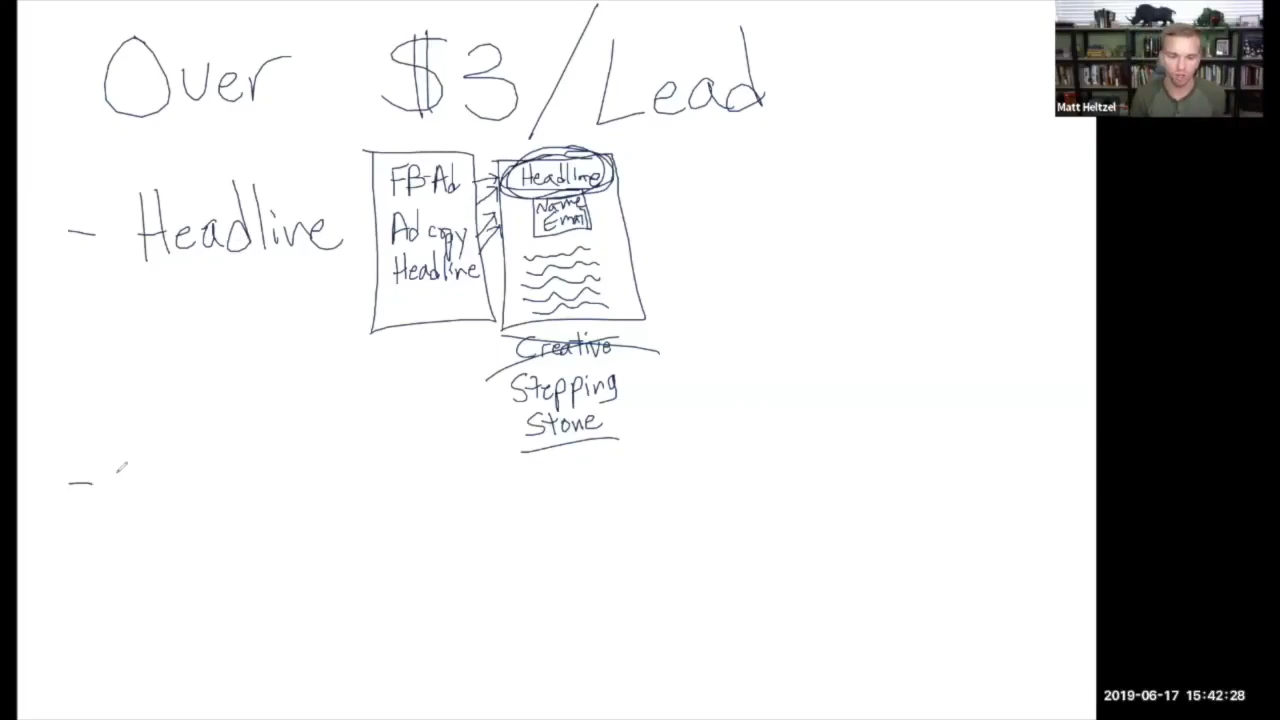 Over $3/Lead
Matt Heltzel
- Headline
FB-Ad
Ad copy
Headline
Headline
Name
Email
Creative
Stepping
Stone
-
2019-06-17 15:42:28